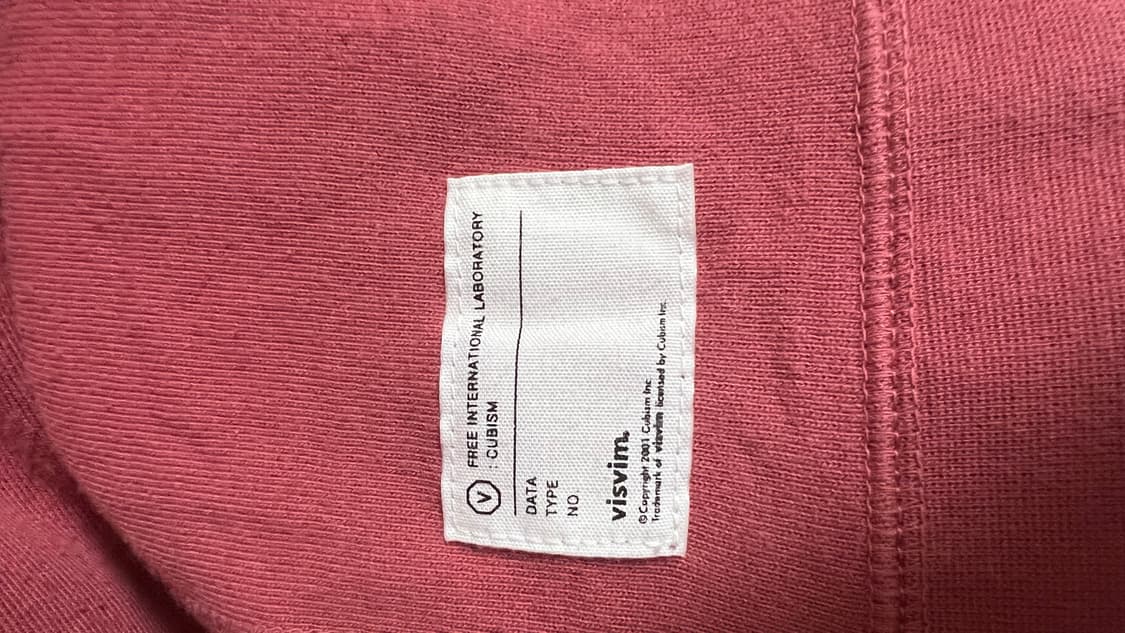 V FREE INTERNATIONAL LABORATORY
: CUBISM
DATA
TYPE
NO
visvim.
©Copyright 2001 Cubism Inc.
Trademark of visvim licensed by Cubism Inc.